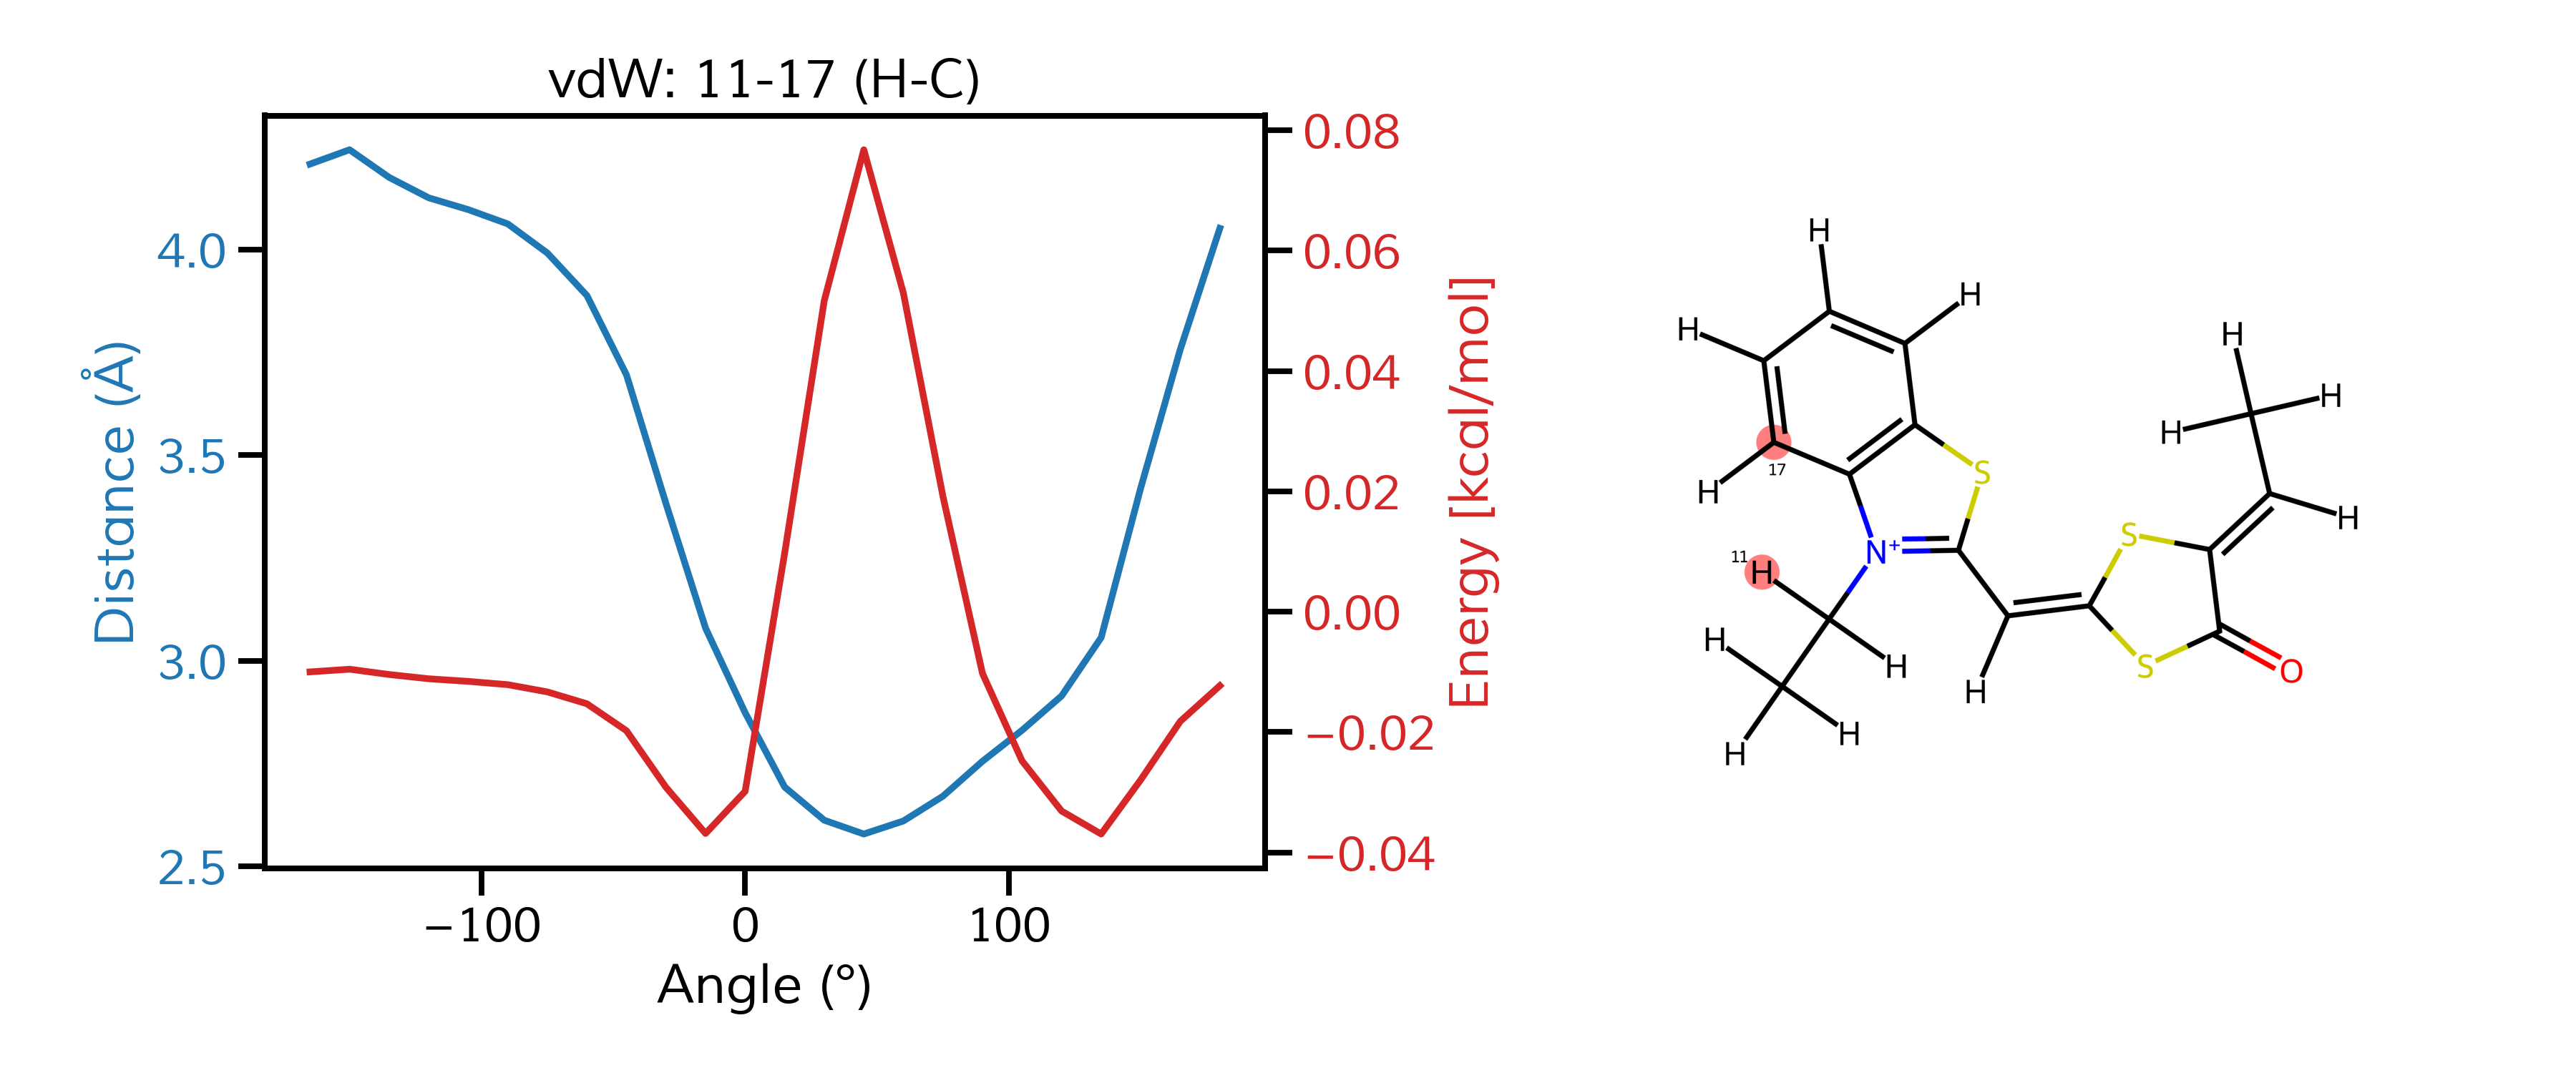 vdW: 11-17 (H-C)
4.0
3.5
3.0
2.5
Distance (Å)
0.08
0.06
0.04
0.02
0.00
−0.02
−0.04
Energy [kcal/mol]
−100 0 100
Angle (°)
H
H
H
H
17
S
N+
11
H
H
H
H
H
H
S
S
O
H
H
H
H